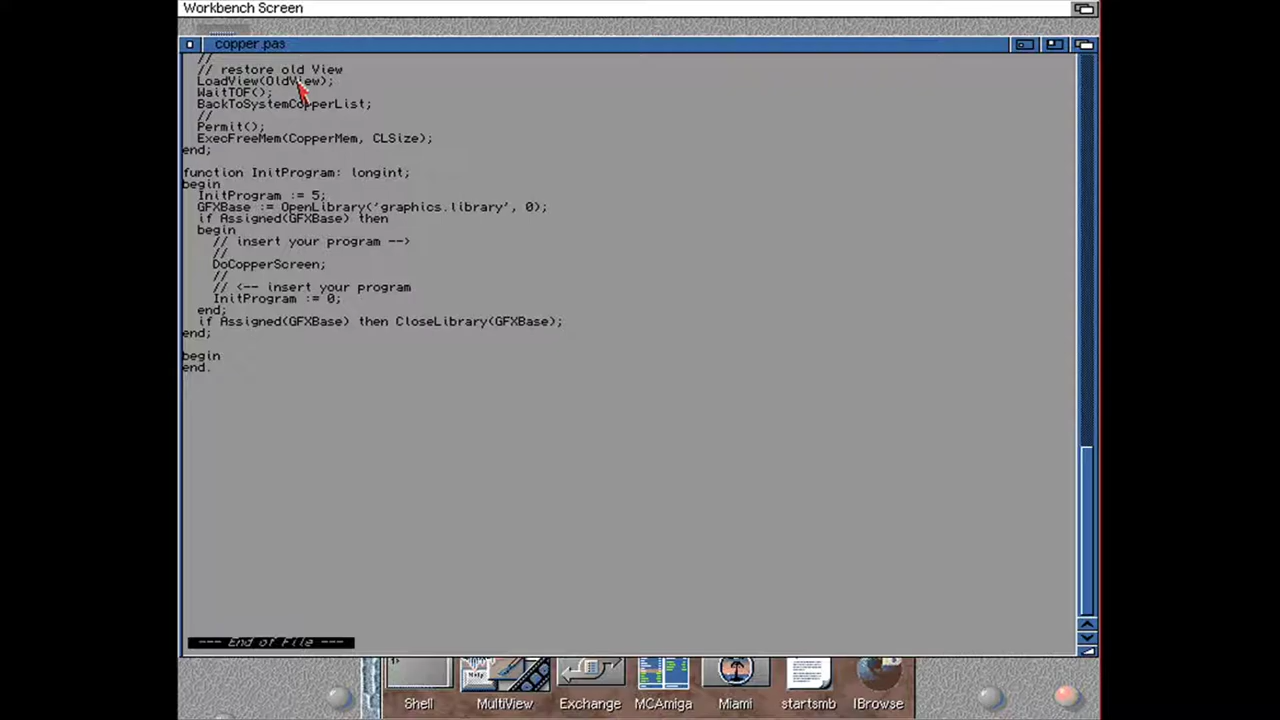 Workbench Screen
copper.pas
//
// restore old View
LoadView(OldView);
WaitTOF();
BackToSystemCopperList;
//
Permit();
ExecFreeMem(CopperMem, CLSize);
end;
function InitProgram: longint;
begin
InitProgram := 5;
GFXBase := OpenLibrary('graphics.library', 0);
if Assigned(GFXBase) then
begin
// insert your program -->
//
DoCopperScreen;
//
// <-- insert your program
InitProgram := 0;
end;
if Assigned(GFXBase) then CloseLibrary(GFXBase);
end;
begin
end.
--- End of File ---
Shell MultiView Exchange MCAmiga Miami startsmb IBrowse